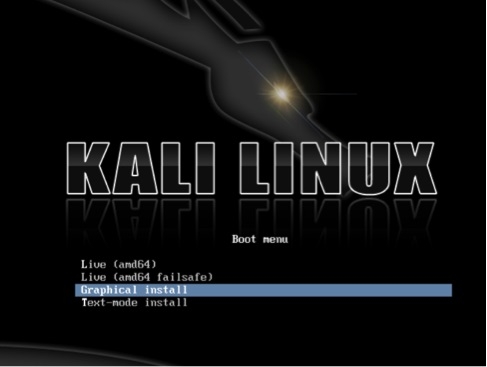 KALI LINUX
Boot menu
Live (amd64)
Live (amd64 failsafe)
Graphical install
Text-mode install